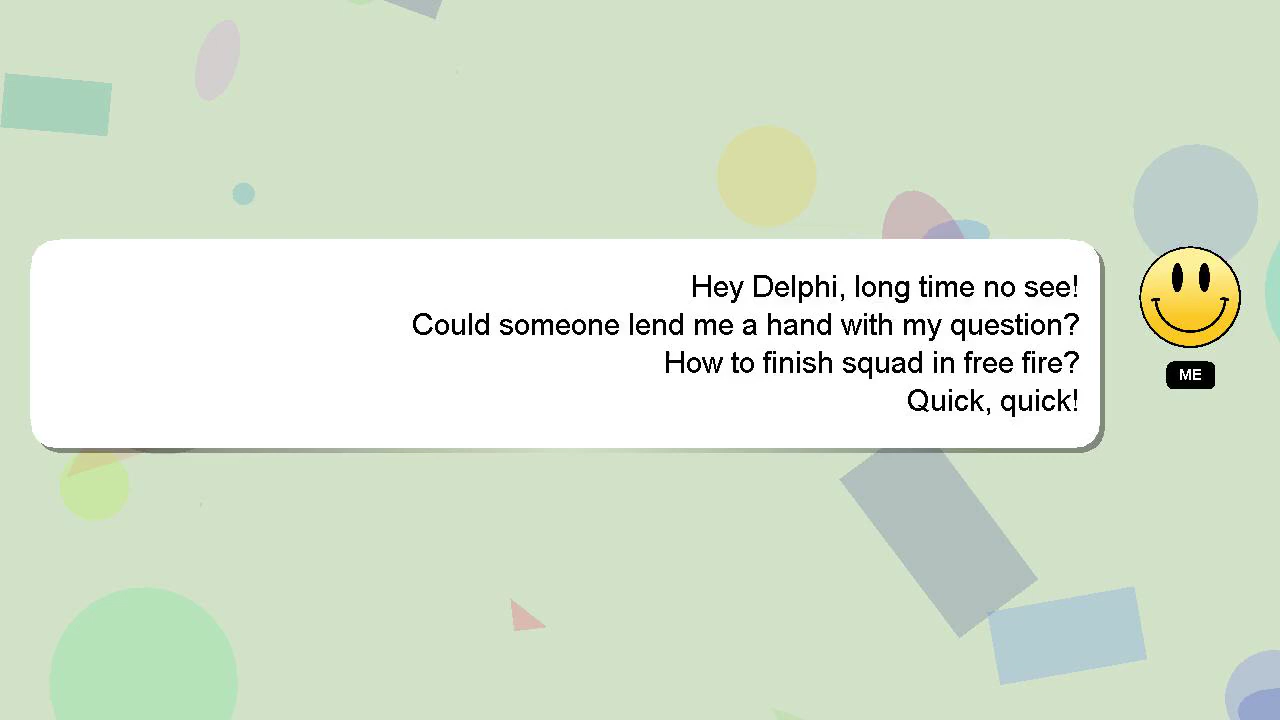 Hey Delphi, long time no see!
Could someone lend me a hand with my question?
How to finish squad in free fire?
Quick, quick!
ME